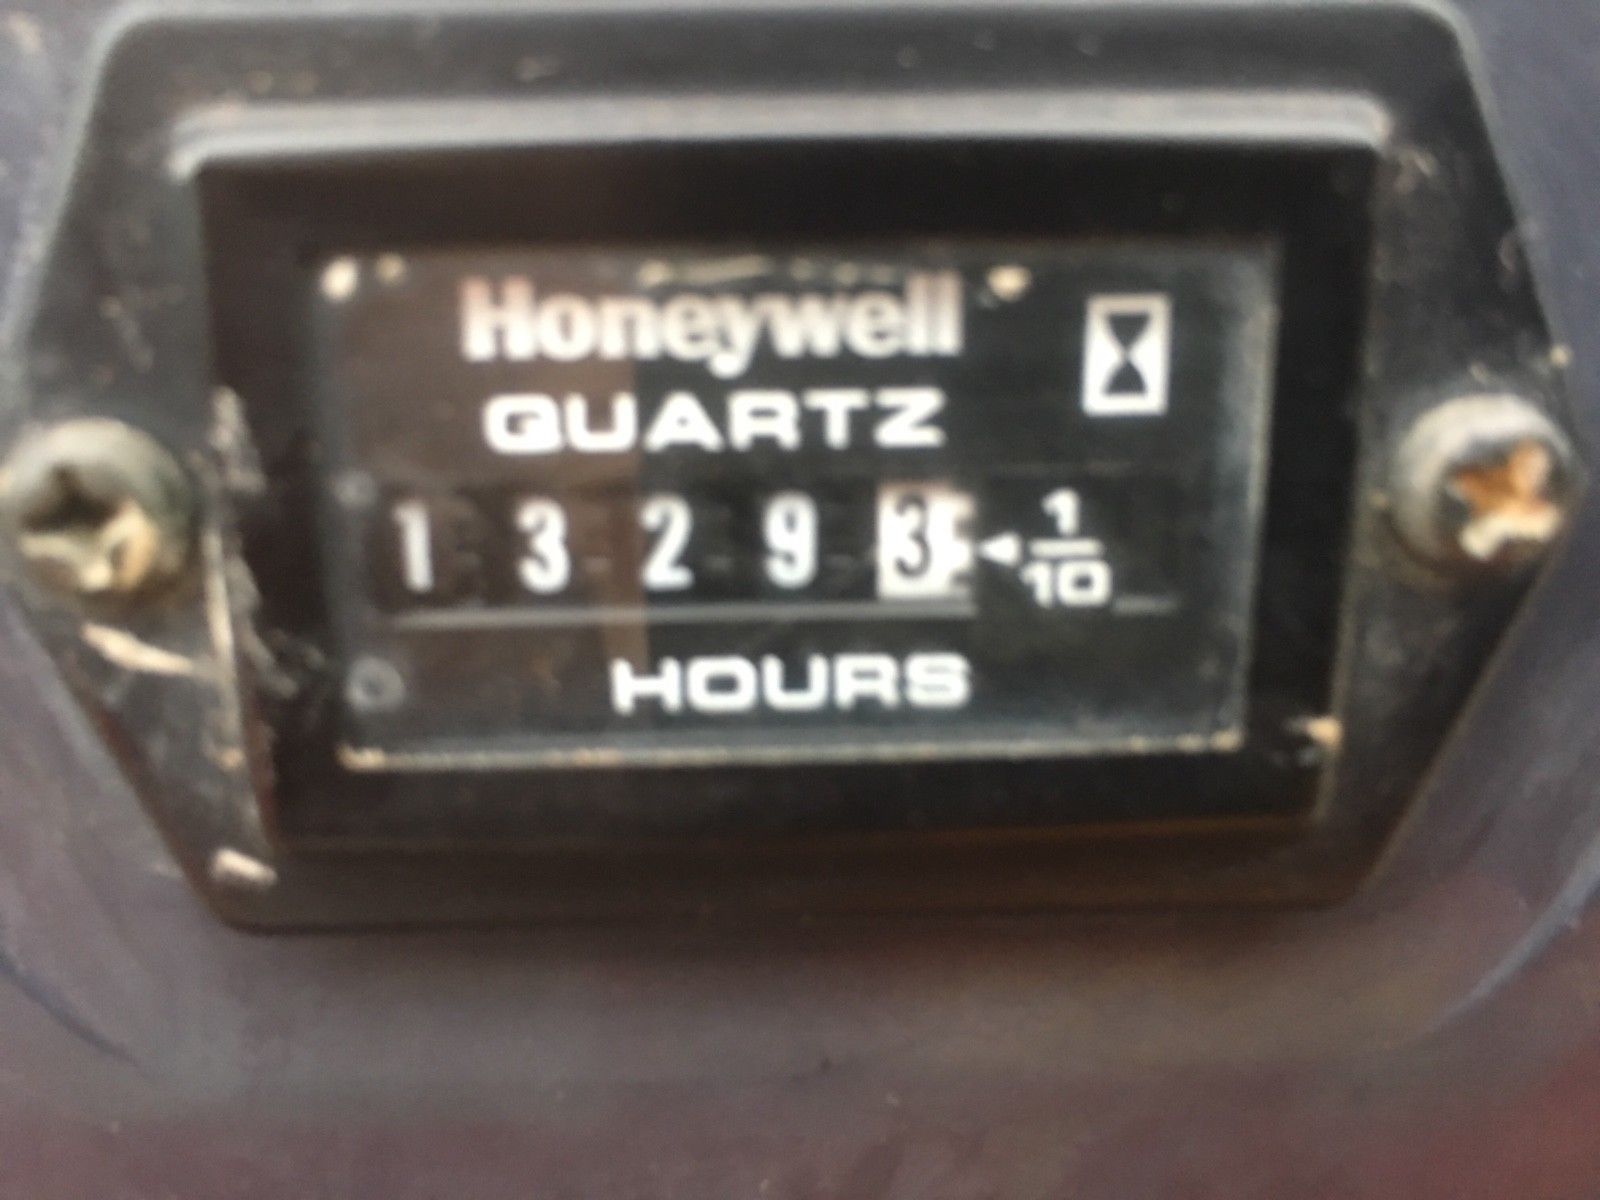 Honeywell
QUARTZ
1 3 2 9 3 1/10
HOURS